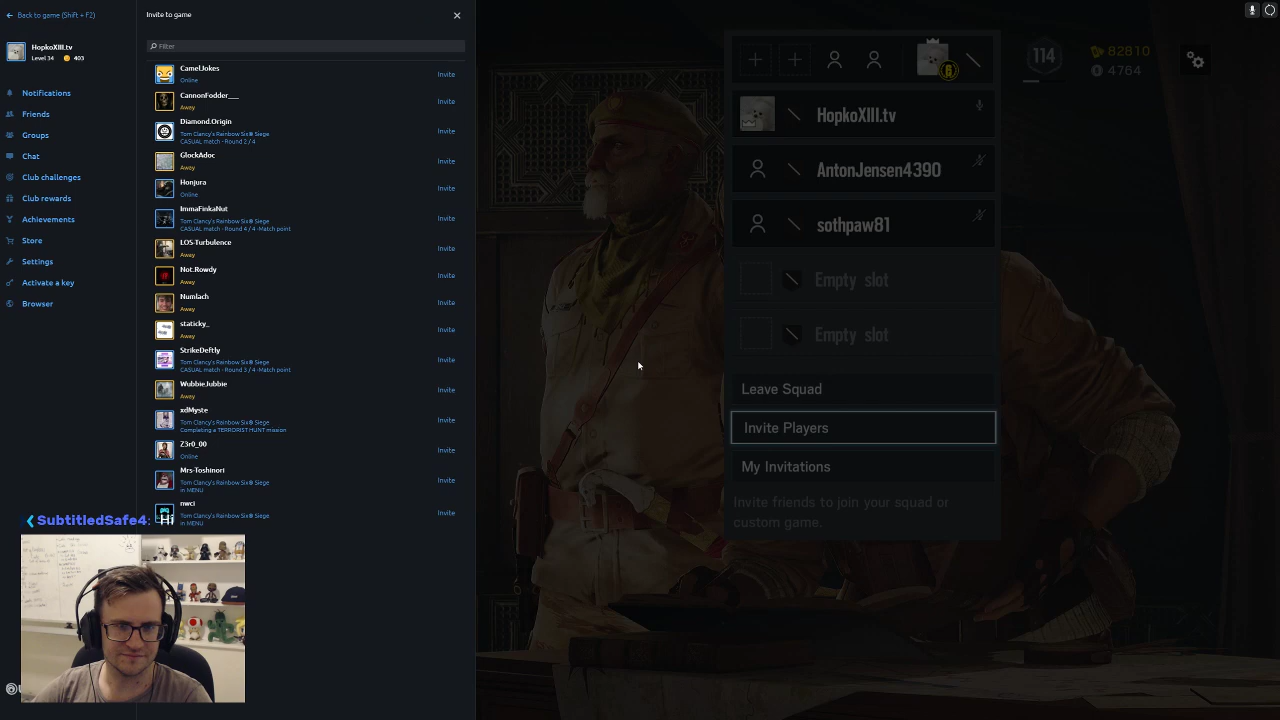 Back to game (Shift + F2)
HopkoXIII.tv
Level 34
403
Notifications
Friends
Groups
Chat
Club challenges
Club rewards
Achievements
Store
Settings
Activate a key
Browser
Invite to game
Filter
CamelJokes
Online
Invite
CannonFodder___
Away
Invite
Diamond.Origin
Tom Clancy's Rainbow Six® Siege
CASUAL match - Round 2 / 4
Invite
GlockAdoc
Away
Invite
Honjura
Online
Invite
ImmaFinkaNut
Tom Clancy's Rainbow Six® Siege
CASUAL match - Round 4 / 4 -Match point
Invite
LOS-Turbulence
Away
Invite
Not.Rowdy
Away
Invite
Numlach
Away
Invite
staticky_
Away
Invite
StrikeDeftly
Tom Clancy's Rainbow Six® Siege
CASUAL match - Round 3 / 4 -Match point
Invite
WubbieJubbie
Away
Invite
xdMyste
Tom Clancy's Rainbow Six® Siege
Completing a TERRORIST HUNT mission
Invite
Z3r0_00
Online
Invite
Mrs-Toshinori
Tom Clancy's Rainbow Six® Siege
in MENU
Invite
nwci
Tom Clancy's Rainbow Six® Siege
in MENU
Invite
SubtitledSafe4: Hi
114
82810
4764
HopkoXIII.tv
AntonJensen4390
sothpaw81
Empty slot
Empty slot
Leave Squad
Invite Players
My Invitations
Invite friends to join your squad or
custom game.